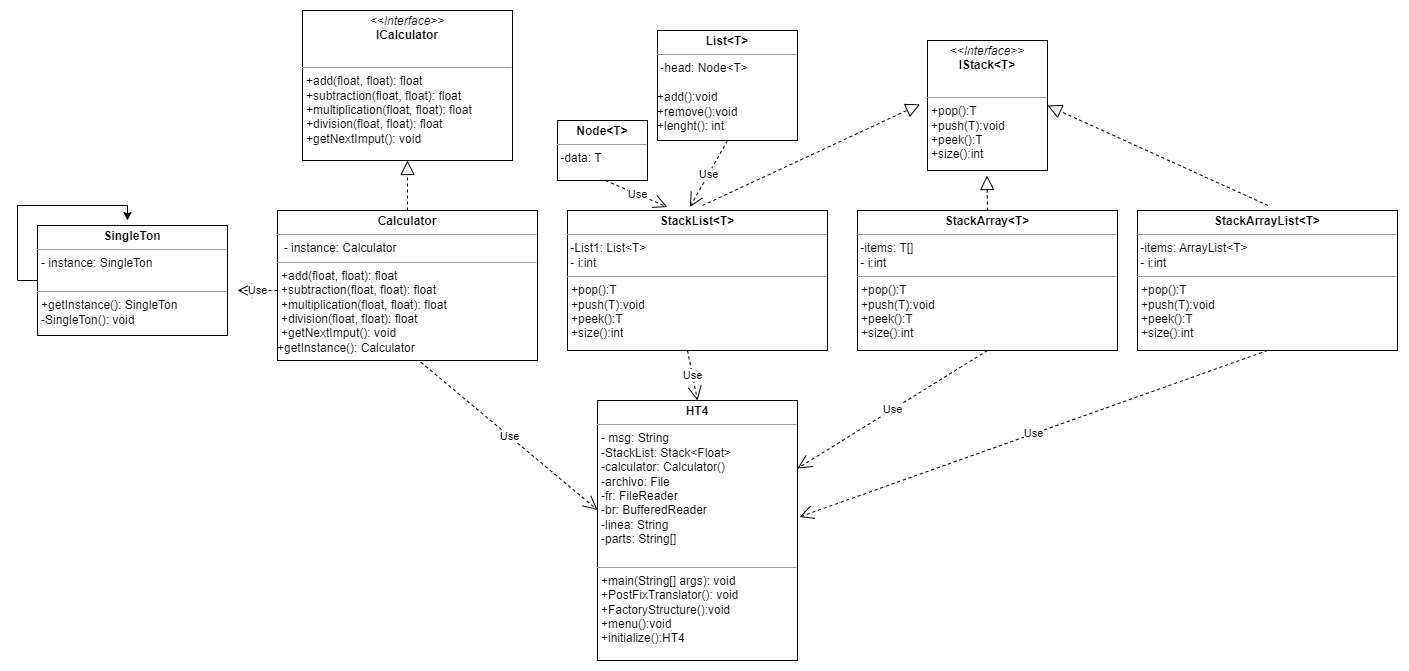 <<Interface>>
ICalculator
+add(float, float): float
+subtraction(float, float): float
+multiplication(float, float): float
+division(float, float): float
+getNextImput(): void
List<T>
-head: Node<T>
+add():void
+remove():void
+lenght(): int
<<Interface>>
IStack<T>
+pop():T
+push(T):void
+peek():T
+size():int
Node<T>
-data: T
Use
Use
SingleTon
- instance: SingleTon
+getInstance(): SingleTon
-SingleTon(): void
Use
Calculator
- instance: Calculator
+add(float, float): float
+subtraction(float, float): float
+multiplication(float, float): float
+division(float, float): float
+getNextImput(): void
+getInstance(): Calculator
StackList<T>
-List1: List<T>
- i:int
+pop():T
+push(T):void
+peek():T
+size():int
StackArray<T>
-items: T[]
- i:int
+pop():T
+push(T):void
+peek():T
+size():int
StackArrayList<T>
-items: ArrayList<T>
- i:int
+pop():T
+push(T):void
+peek():T
+size():int
Use
Use
Use
Use
HT4
- msg: String
-StackList: Stack<Float>
-calculator: Calculator()
-archivo: File
-fr: FileReader
-br: BufferedReader
-linea: String
-parts: String[]
+main(String[] args): void
+PostFixTranslator(): void
+FactoryStructure():void
+menu():void
+initialize():HT4